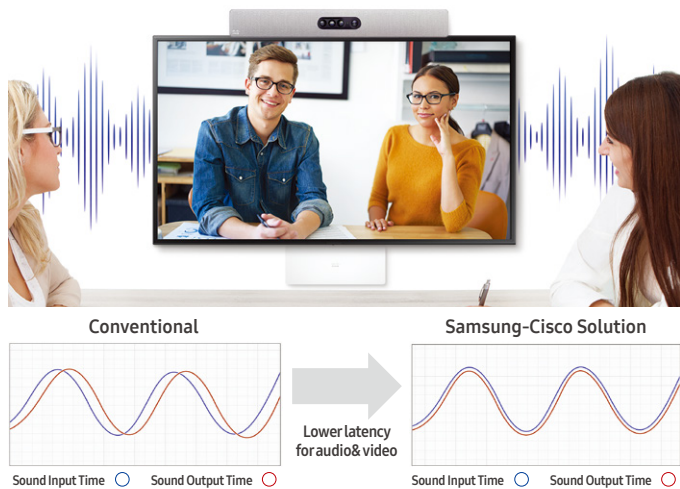 Conventional
Samsung-Cisco Solution
Lower latency
for audio& video
Sound Input Time
Sound Output Time
Sound Input Time
Sound Output Time